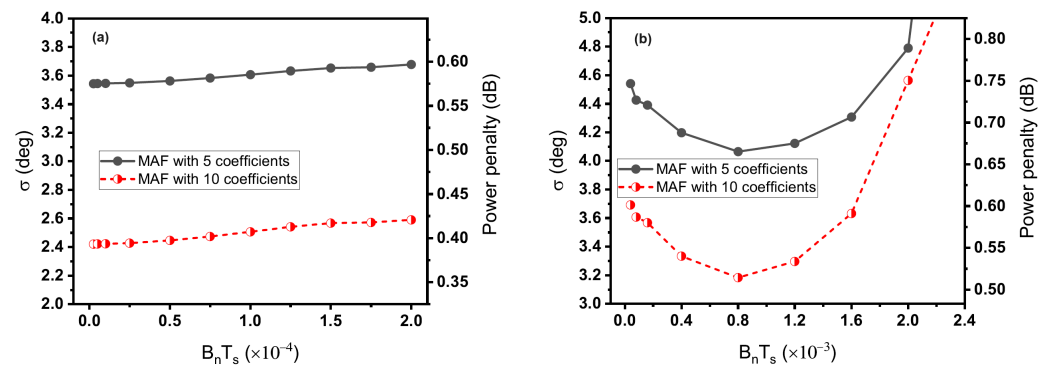 (a)
4.0
3.8
3.6
3.4
3.2
3.0
2.8
2.6
2.4
2.2
2.0
σ (deg)
MAF with 5 coefficients
MAF with 10 coefficients
0.60
0.55
0.50
0.45
0.40
0.35
Power penalty (dB)
0.0 0.5 1.0 1.5 2.0
BnTs (×10−4)
(b)
5.0
4.8
4.6
4.4
4.2
4.0
3.8
3.6
3.4
3.2
3.0
σ (deg)
MAF with 5 coefficients
MAF with 10 coefficients
0.80
0.75
0.70
0.65
0.60
0.55
0.50
Power penalty (dB)
0.0 0.4 0.8 1.2 1.6 2.0 2.4
BnTs (×10−3)